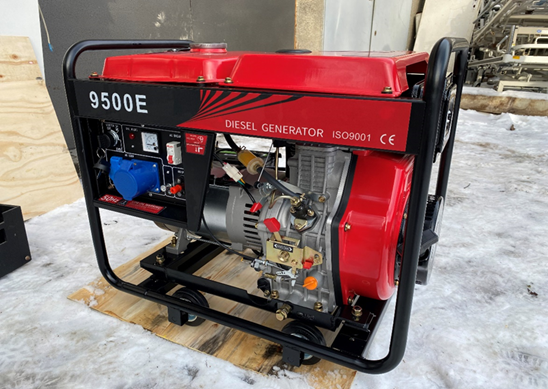 9500E
DIESEL GENERATOR ISO9001 CE